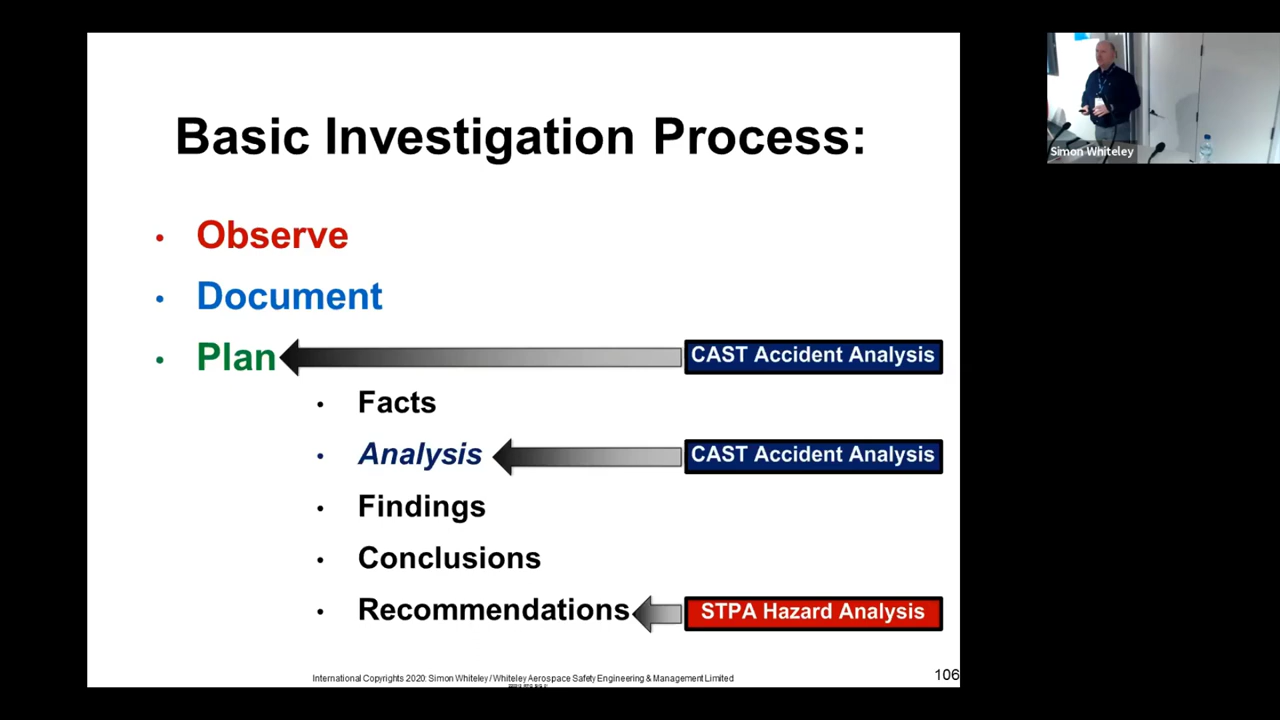 Basic Investigation Process:
• Observe
• Document
• Plan
CAST Accident Analysis
• Facts
• Analysis
CAST Accident Analysis
• Findings
• Conclusions
• Recommendations
STPA Hazard Analysis
International Copyrights 2020: Simon Whiteley / Whiteley Aerospace Safety Engineering & Management Limited
106
Simon Whiteley